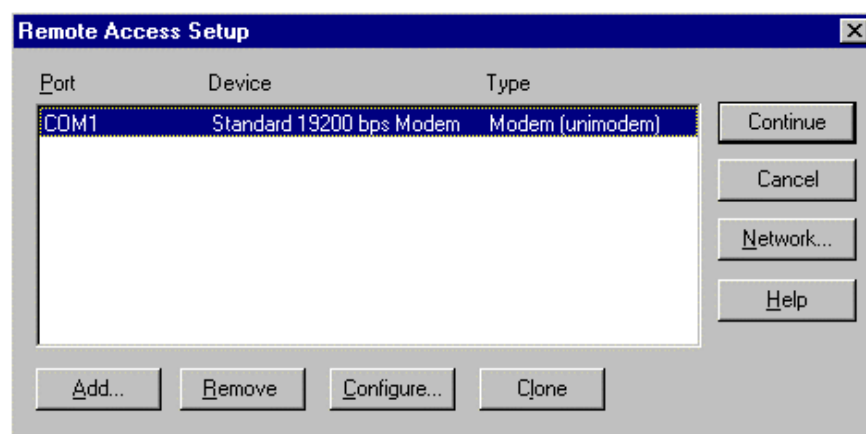 Remote Access Setup
Port Device Type
COM1 Standard 19200 bps Modem Modem (unimodem)
Continue
Cancel
Network...
Help
Add... Remove Configure... Clone